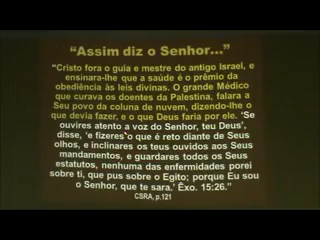 “Assim diz o Senhor...”
“Cristo fora o guia e mestre do antigo Israel, e
ensinara-lhe que a saúde é o prêmio da
obediência às leis divinas. O grande Médico
que curava os doentes da Palestina, falara a
Seu povo da coluna de nuvem, dizendo-lhe o
que devia fazer, e o que Deus faria por ele. ‘Se
ouvires atento a voz do Senhor, teu Deus’,
disse, ‘e fizeres o que é reto diante de Seus
olhos, e inclinares os teus ouvidos aos Seus
mandamentos, e guardares todos os Seus
estatutos, nenhuma das enfermidades porei
sobre ti, que pus sobre o Egito; porque Eu sou
o Senhor, que te sara.’ Êxo. 15:26.”
CSRA, p.121